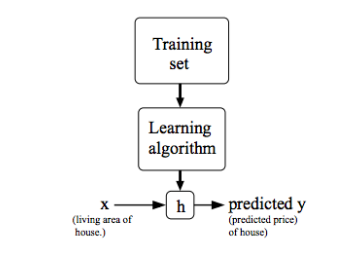 Training
set
Learning
algorithm
x
(living area of
house.)
h
predicted y
(predicted price)
of house)